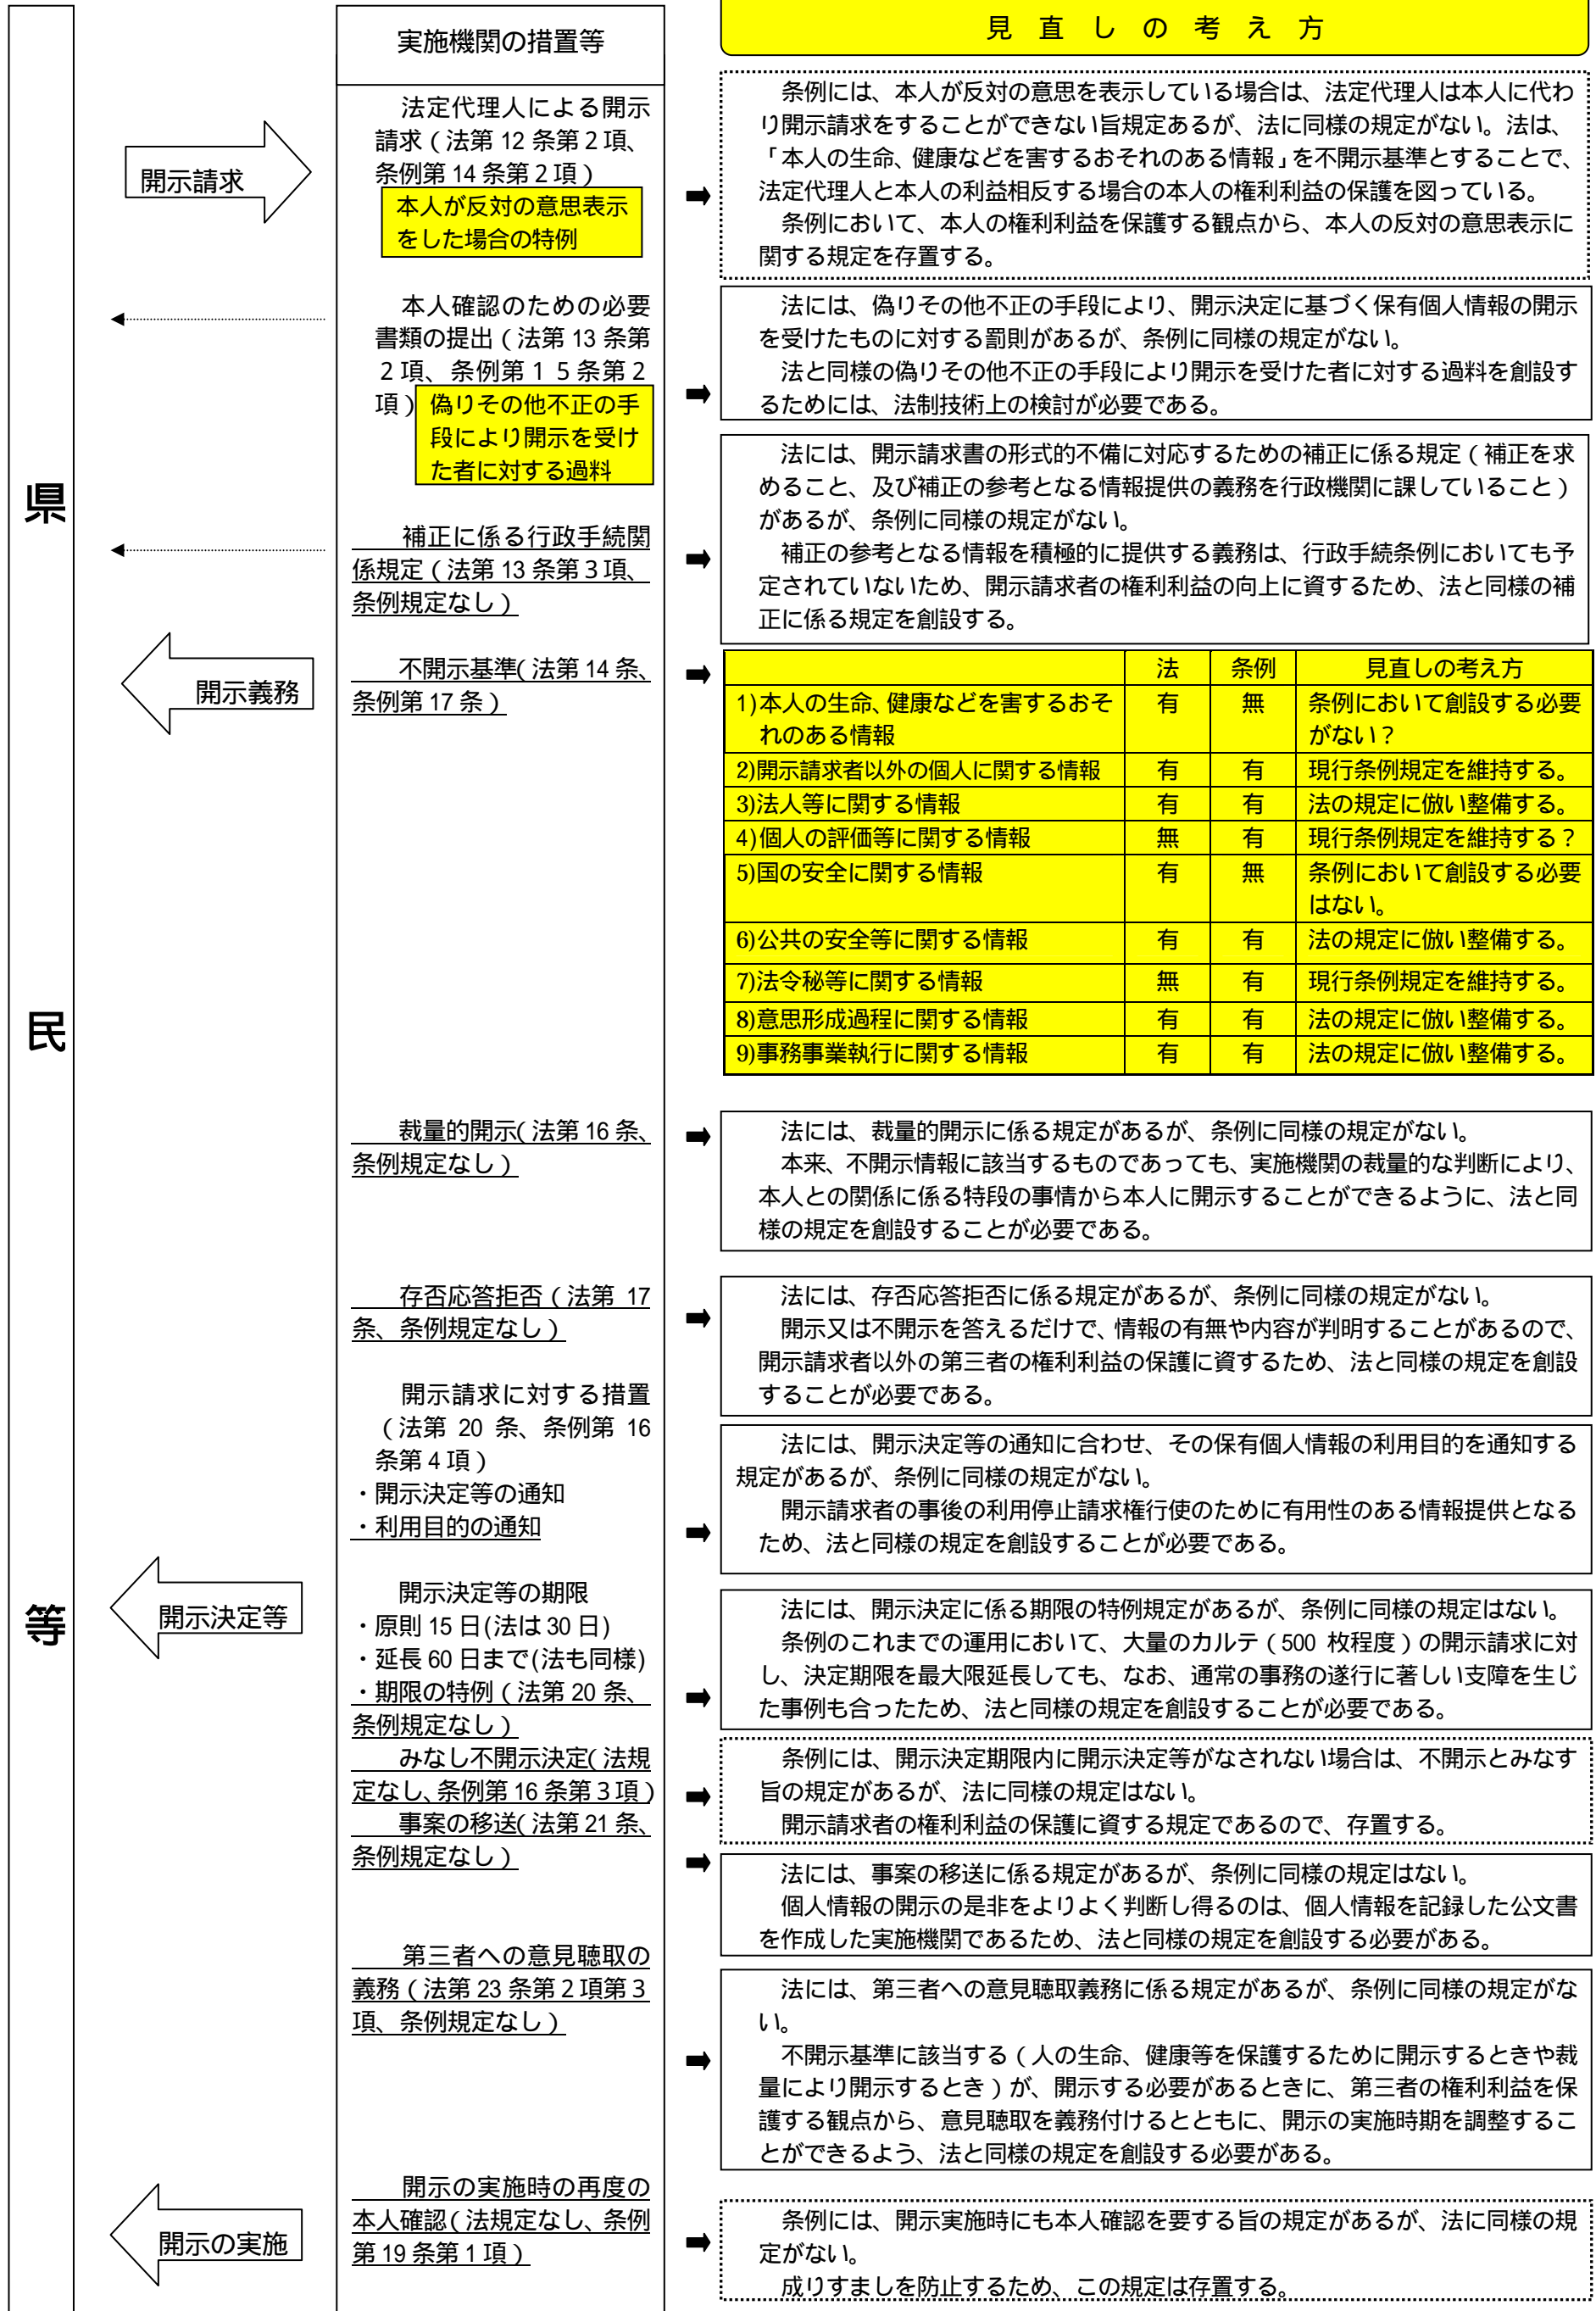 県
民
等
実施機関の措置等
見直しの考え方
開示請求
法定代理人による開示
請求（法第12条第２項、
条例第14条第２項）
本人が反対の意思表示
をした場合の特例
条例には、本人が反対の意思を表示している場合は、法定代理人は本人に代わ
り開示請求をすることができない旨規定あるが、法に同様の規定がない。法は、
「本人の生命、健康などを害するおそれのある情報」を不開示基準とすることで、
法定代理人と本人の利益相反する場合の本人の権利利益の保護を図っている。
条例において、本人の権利利益を保護する観点から、本人の反対の意思表示に
関する規定を存置する。
本人確認のための必要
書類の提出（法第13条第
２項、条例第１５条第２
項）
偽りその他不正の手
段により開示を受け
た者に対する過料
法には、偽りその他不正の手段により、開示決定に基づく保有個人情報の開示
を受けたものに対する罰則があるが、条例に同様の規定がない。
法と同様の偽りその他不正の手段により開示を受けた者に対する過料を創設す
るためには、法制技術上の検討が必要である。
補正に係る行政手続関
係規定（法第13条第３項、
条例規定なし）
法には、開示請求書の形式的不備に対応するための補正に係る規定（補正を求
めること、及び補正の参考となる情報提供の義務を行政機関に課していること）
があるが、条例に同様の規定がない。
補正の参考となる情報を積極的に提供する義務は、行政手続条例においても予
定されていないため、開示請求者の権利利益の向上に資するため、法と同様の補
正に係る規定を創設する。
開示義務
不開示基準（法第14条、
条例第17条）
法 条例 見直しの考え方
1)本人の生命、健康などを害するおそ 有 無 条例において創設する必要
れのある情報 がない？
2)開示請求者以外の個人に関する情報 有 有 現行条例規定を維持する。
3)法人等に関する情報 有 有 法の規定に倣い整備する。
4)個人の評価等に関する情報 無 有 現行条例規定を維持する？
5)国の安全に関する情報 有 無 条例において創設する必要
はない。
6)公共の安全等に関する情報 有 有 法の規定に倣い整備する。
7)法令秘等に関する情報 無 有 現行条例規定を維持する。
8)意思形成過程に関する情報 有 有 法の規定に倣い整備する。
9)事務事業執行に関する情報 有 有 法の規定に倣い整備する。
裁量的開示（法第16条、
条例規定なし）
法には、裁量的開示に係る規定があるが、条例に同様の規定がない。
本来、不開示情報に該当するものであっても、実施機関の裁量的な判断により、
本人との関係に係る特段の事情から本人に開示することができるように、法と同
様の規定を創設することが必要である。
存否応答拒否（法第17
条、条例規定なし）
法には、存否応答拒否に係る規定があるが、条例に同様の規定がない。
開示又は不開示を答えるだけで、情報の有無や内容が判明することがあるので、
開示請求者以外の第三者の権利利益の保護に資するため、法と同様の規定を創設
することが必要である。
開示請求に対する措置
（法第20条、条例第16
条第４項）
・開示決定等の通知
・利用目的の通知
法には、開示決定等の通知に合わせ、その保有個人情報の利用目的を通知する
規定があるが、条例に同様の規定がない。
開示請求者の事後の利用停止請求権行使のために有用性のある情報提供となる
ため、法と同様の規定を創設することが必要である。
開示決定等
開示決定等の期限
・原則15日(法は30日)
・延長60日まで(法も同様)
・期限の特例（法第20条、
条例規定なし）
法には、開示決定に係る期限の特例規定があるが、条例に同様の規定はない。
条例のこれまでの運用において、大量のカルテ（500枚程度）の開示請求に対
し、決定期限を最大限延長しても、なお、通常の事務の遂行に著しい支障を生じ
た事例も合ったため、法と同様の規定を創設することが必要である。
みなし不開示決定（法規
定なし、条例第16条第３項）
条例には、開示決定期限内に開示決定等がなされない場合は、不開示とみなす
旨の規定があるが、法に同様の規定はない。
開示請求者の権利利益の保護に資する規定であるので、存置する。
事案の移送（法第21条、
条例規定なし）
法には、事案の移送に係る規定があるが、条例に同様の規定はない。
個人情報の開示の是非をよりよく判断し得るのは、個人情報を記録した公文書
を作成した実施機関であるため、法と同様の規定を創設する必要がある。
第三者への意見聴取の
義務（法第23条第２項第３
項、条例規定なし）
法には、第三者への意見聴取義務に係る規定があるが、条例に同様の規定がな
い。
不開示基準に該当する（人の生命、健康等を保護するために開示するときや裁
量により開示するとき）が、開示する必要があるときに、第三者の権利利益を保
護する観点から、意見聴取を義務付けるとともに、開示の実施時期を調整するこ
とができるよう、法と同様の規定を創設する必要がある。
開示の実施
開示の実施時の再度の
本人確認（法規定なし、条例
第19条第１項）
条例には、開示実施時にも本人確認を要する旨の規定があるが、法に同様の規
定がない。
成りすましを防止するため、この規定は存置する。